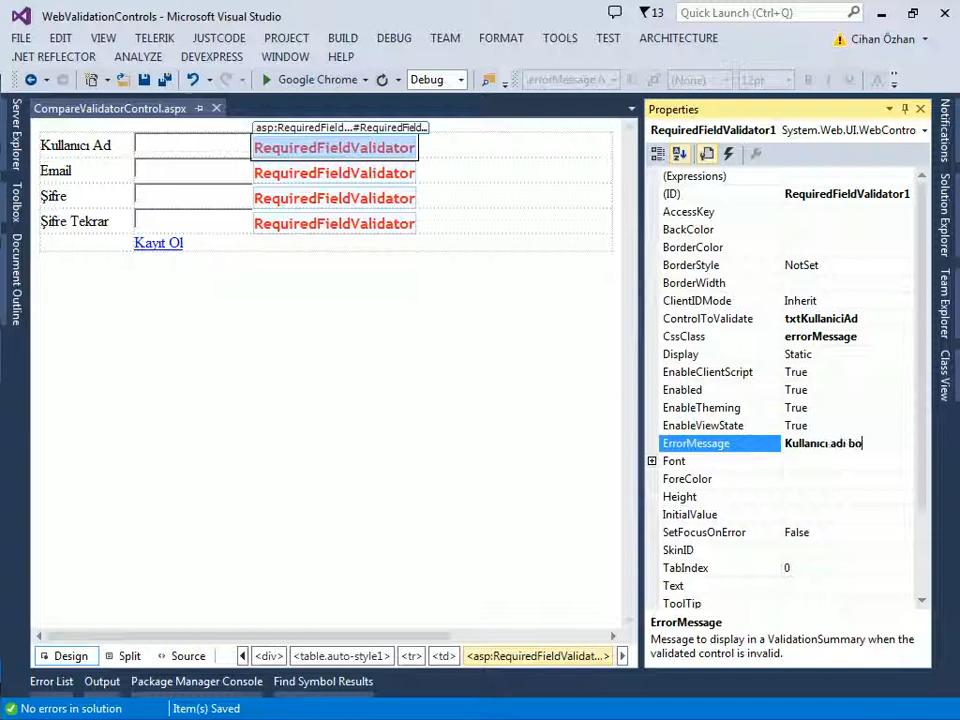 WebValidationControls - Microsoft Visual Studio
13
Quick Launch (Ctrl+Q)
FILE EDIT VIEW TELERIK JUSTCODE PROJECT BUILD DEBUG TEAM FORMAT TOOLS TEST ARCHITECTURE
Cihan Özhan
.NET REFLECTOR ANALYZE DEVEXPRESS WINDOW HELP
Google Chrome Debug errorMessage (None) 12pt B I U A
CompareValidatorControl.aspx
Properties
asp:RequiredField...#RequiredField...
RequiredFieldValidator1 System.Web.UI.WebContro
Kullanıcı Ad RequiredFieldValidator
Email RequiredFieldValidator
Şifre RequiredFieldValidator
Şifre Tekrar RequiredFieldValidator
Kayıt Ol
Server Explorer
Toolbox
Document Outline
(Expressions)
(ID) RequiredFieldValidator1
AccessKey
BackColor
BorderColor
BorderStyle NotSet
BorderWidth
ClientIDMode Inherit
ControlToValidate txtKullaniciAd
CssClass errorMessage
Display Static
EnableClientScript True
Enabled True
EnableTheming True
EnableViewState True
ErrorMessage Kullanıcı adı bo
Font
ForeColor
Height
InitialValue
SetFocusOnError False
SkinID
TabIndex 0
Text
ToolTip
ErrorMessage
Message to display in a ValidationSummary when the
validated control is invalid.
Notifications
Solution Explorer
Team Explorer
Class View
Design Split Source <div> <table.auto-style1> <tr> <td> <asp:RequiredFieldValidat...>
Error List Output Package Manager Console Find Symbol Results
No errors in solution Item(s) Saved